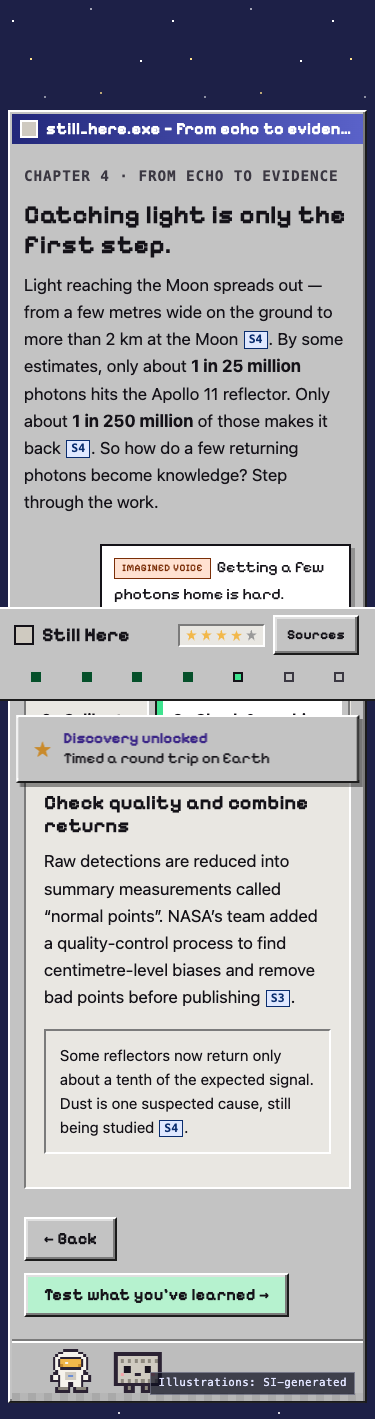 still_here.exe - From echo to eviden…
CHAPTER 4 · FROM ECHO TO EVIDENCE
Catching light is only the
first step.
Light reaching the Moon spreads out —
from a few metres wide on the ground to
more than 2 km at the Moon S4. By some
estimates, only about 1 in 25 million
photons hits the Apollo 11 reflector. Only
about 1 in 250 million of those makes it
back S4. So how do a few returning
photons become knowledge? Step
through the work.
IMAGINED VOICE Getting a few
photons home is hard.
Still Here
★★★★★
Sources
★ Discovery unlocked
Timed a round trip on Earth
Check quality and combine
returns
Raw detections are reduced into
summary measurements called
“normal points”. NASA’s team added
a quality-control process to find
centimetre-level biases and remove
bad points before publishing S3.
Some reflectors now return only
about a tenth of the expected signal.
Dust is one suspected cause, still
being studied S4.
← Back
Test what you’ve learned →
Illustrations: SI-generated